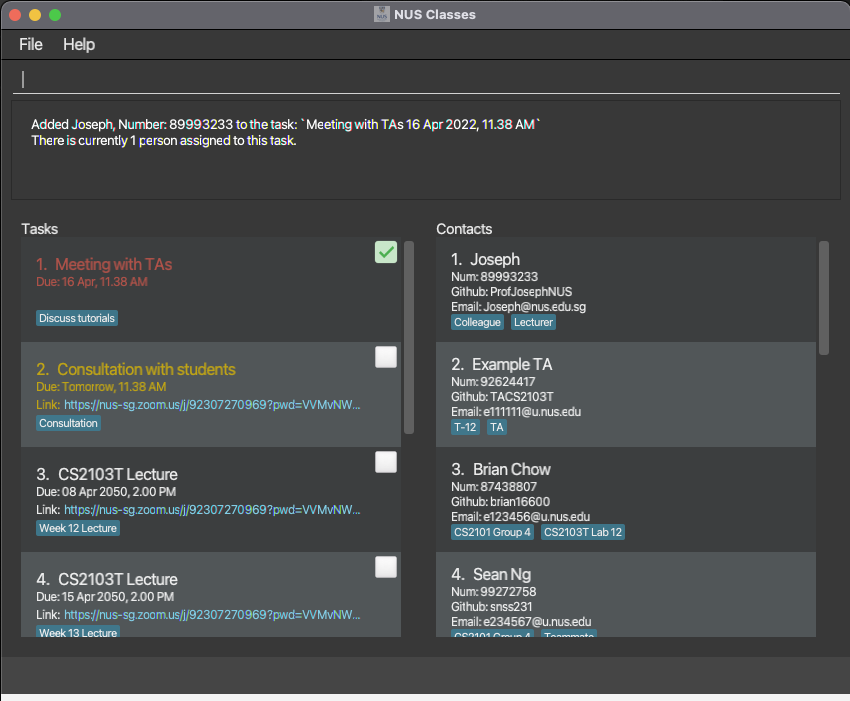 NUS Classes
File Help
Added Joseph, Number: 89993233 to the task: `Meeting with TAs 16 Apr 2022, 11.38 AM`
There is currently 1 person assigned to this task.
Tasks
1. Meeting with TAs
Due: 16 Apr, 11.38 AM
Discuss tutorials
2. Consultation with students
Due: Tomorrow, 11.38 AM
Link: https://nus-sg.zoom.us/j/92307270969?pwd=VVMvNW...
Consultation
3. CS2103T Lecture
Due: 08 Apr 2050, 2.00 PM
Link: https://nus-sg.zoom.us/j/92307270969?pwd=VVMvNW...
Week 12 Lecture
4. CS2103T Lecture
Due: 15 Apr 2050, 2.00 PM
Link: https://nus-sg.zoom.us/j/92307270969?pwd=VVMvNW...
Week 13 Lecture
Contacts
1. Joseph
Num: 89993233
Github: ProfJosephNUS
Email: Joseph@nus.edu.sg
Colleague Lecturer
2. Example TA
Num: 92624417
Github: TACS2103T
Email: e111111@u.nus.edu
T-12 TA
3. Brian Chow
Num: 87438807
Github: brian16600
Email: e123456@u.nus.edu
CS2101 Group 4 CS2103T Lab 12
4. Sean Ng
Num: 99272758
Github: snss231
Email: e234567@u.nus.edu
CS2101 Group 4 Teammate